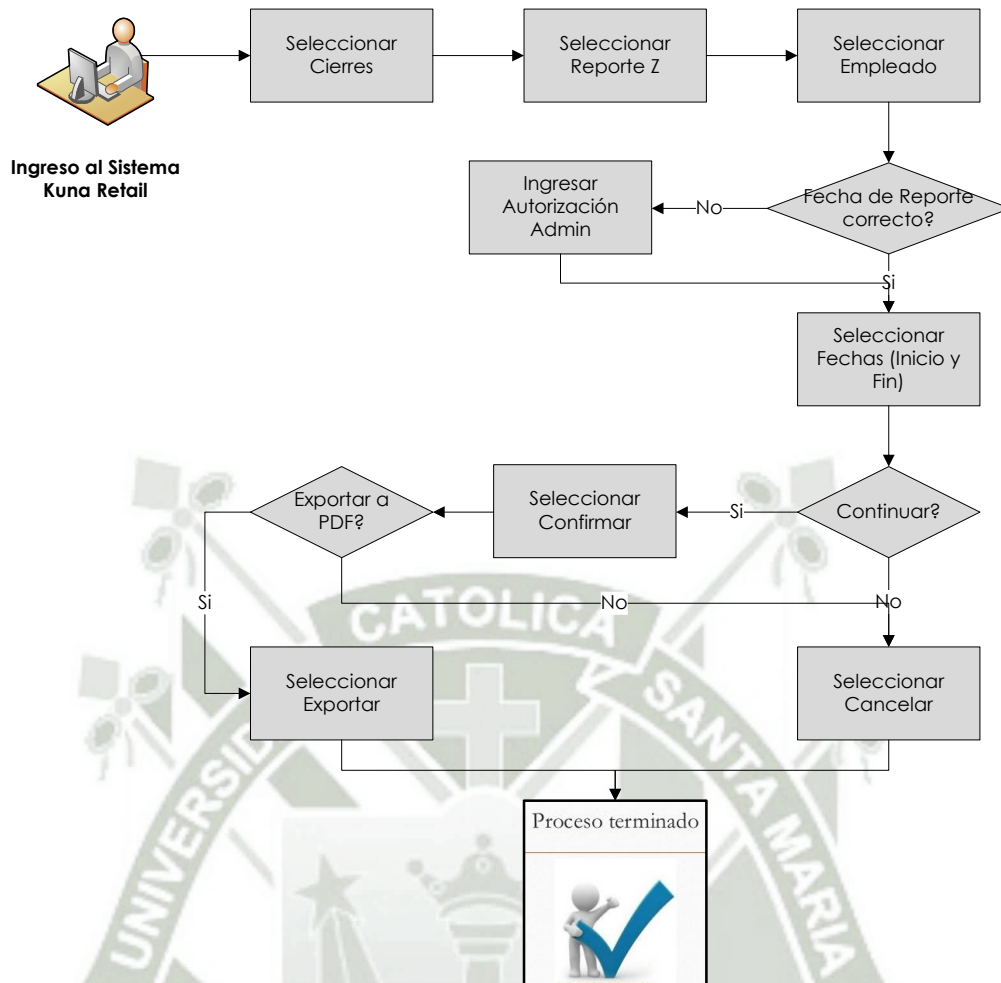 Seleccionar
Cierres
Seleccionar
Reporte Z
Seleccionar
Empleado
Ingreso al Sistema
Kuna Retail
Ingresar
Autorización
Admin
No
Fecha de Reporte
correcto?
Si
Seleccionar
Fechas (Inicio y
Fin)
Exportar a
PDF?
Seleccionar
Confirmar
Si
Continuar?
Si
No
No
Seleccionar
Exportar
Seleccionar
Cancelar
Proceso terminado
UNIVERSID
CATOLICA
SANTA MARIA